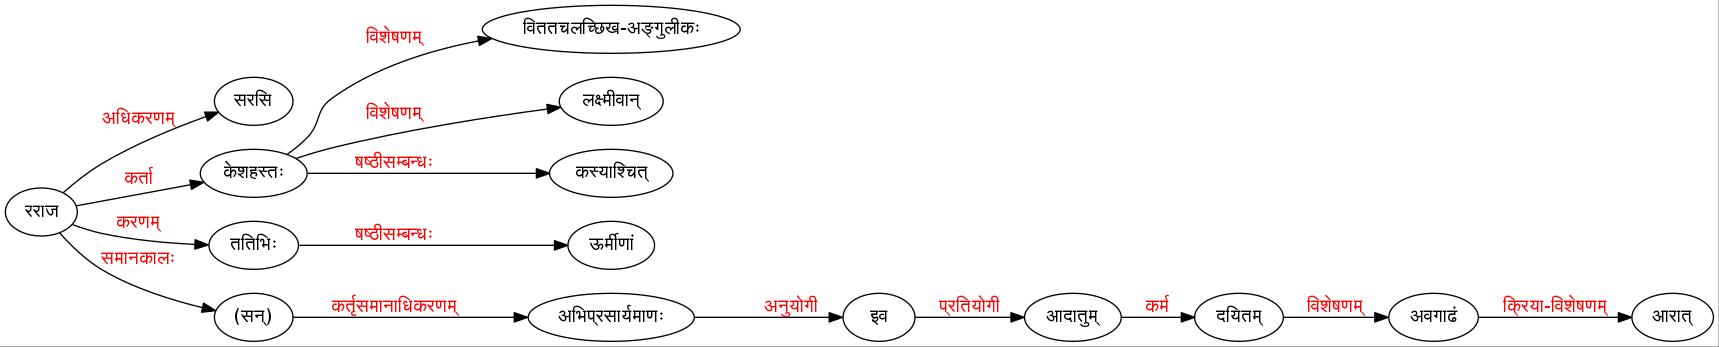 विततचलच्छिख-अङ्गुलीकः
विशेषणम्
सरसि
लक्ष्मीवान्
अधिकरणम्
विशेषणम्
षष्ठीसम्बन्धः
कर्ता
केशहस्तः
कस्याश्चित्
रराज
करणम्
षष्ठीसम्बन्धः
ततिभिः
ऊर्मीणां
समानकालः
(सन्)
कर्तृसमानाधिकरणम्
अभिप्रसार्यमाणः
अनुयोगी
इव
प्रतियोगी
आदातुम्
कर्म
दयितम्
विशेषणम्
अवगाढं
क्रिया-विशेषणम्
आरात्